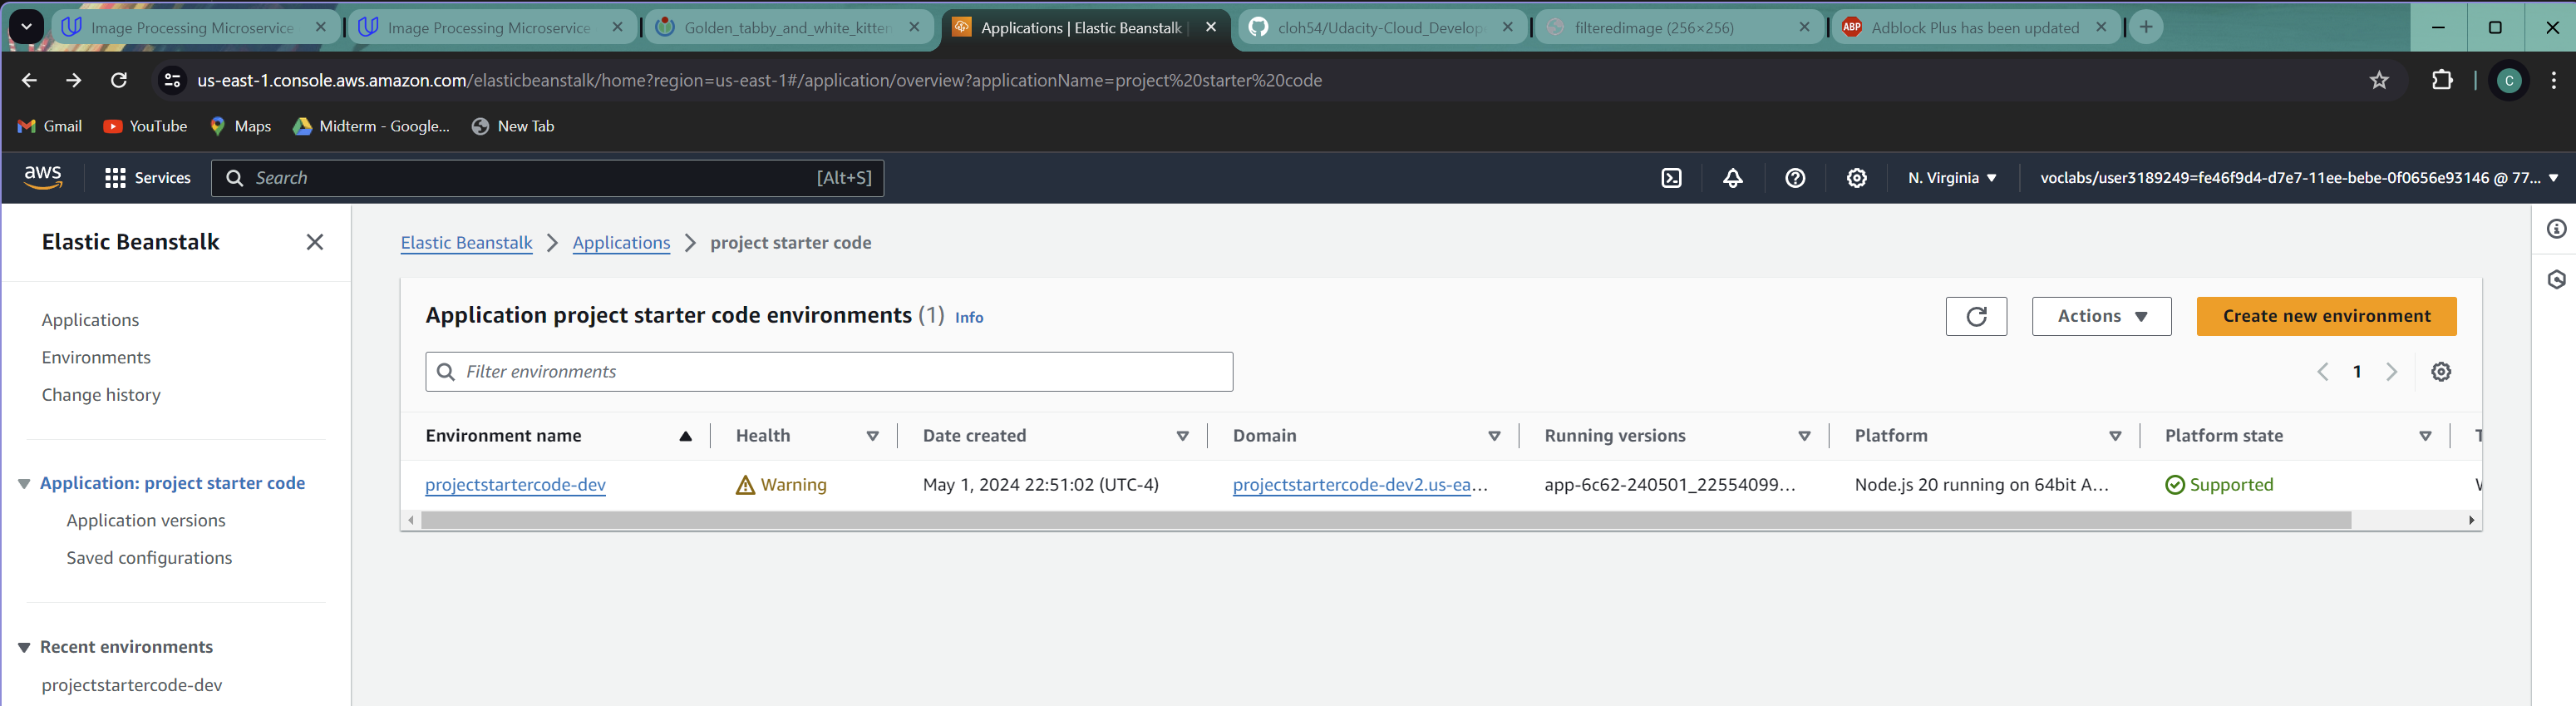 Image Processing Microservice
Image Processing Microservice
Golden_tabby_and_white_kitten
Applications | Elastic Beanstalk |
cloh54/Udacity-Cloud_Develop
filteredimage (256×256)
ABP Adblock Plus has been updated
us-east-1.console.aws.amazon.com/elasticbeanstalk/home?region=us-east-1#/application/overview?applicationName=project%20starter%20code
C
Gmail YouTube Maps Midterm - Google... New Tab
aws Services Search [Alt+S] N. Virginia voclabs/user3189249=fe46f9d4-d7e7-11ee-bebe-0f0656e93146 @ 77...
Elastic Beanstalk
Applications
Environments
Change history
Application: project starter code
Application versions
Saved configurations
Recent environments
projectstartercode-dev
Elastic Beanstalk Applications project starter code
Application project starter code environments (1) Info
Actions Create new environment
Filter environments
1
Environment name Health Date created Domain Running versions Platform Platform state
projectstartercode-dev Warning May 1, 2024 22:51:02 (UTC-4) projectstartercode-dev2.us-ea... app-6c62-240501_22554099... Node.js 20 running on 64bit A... Supported